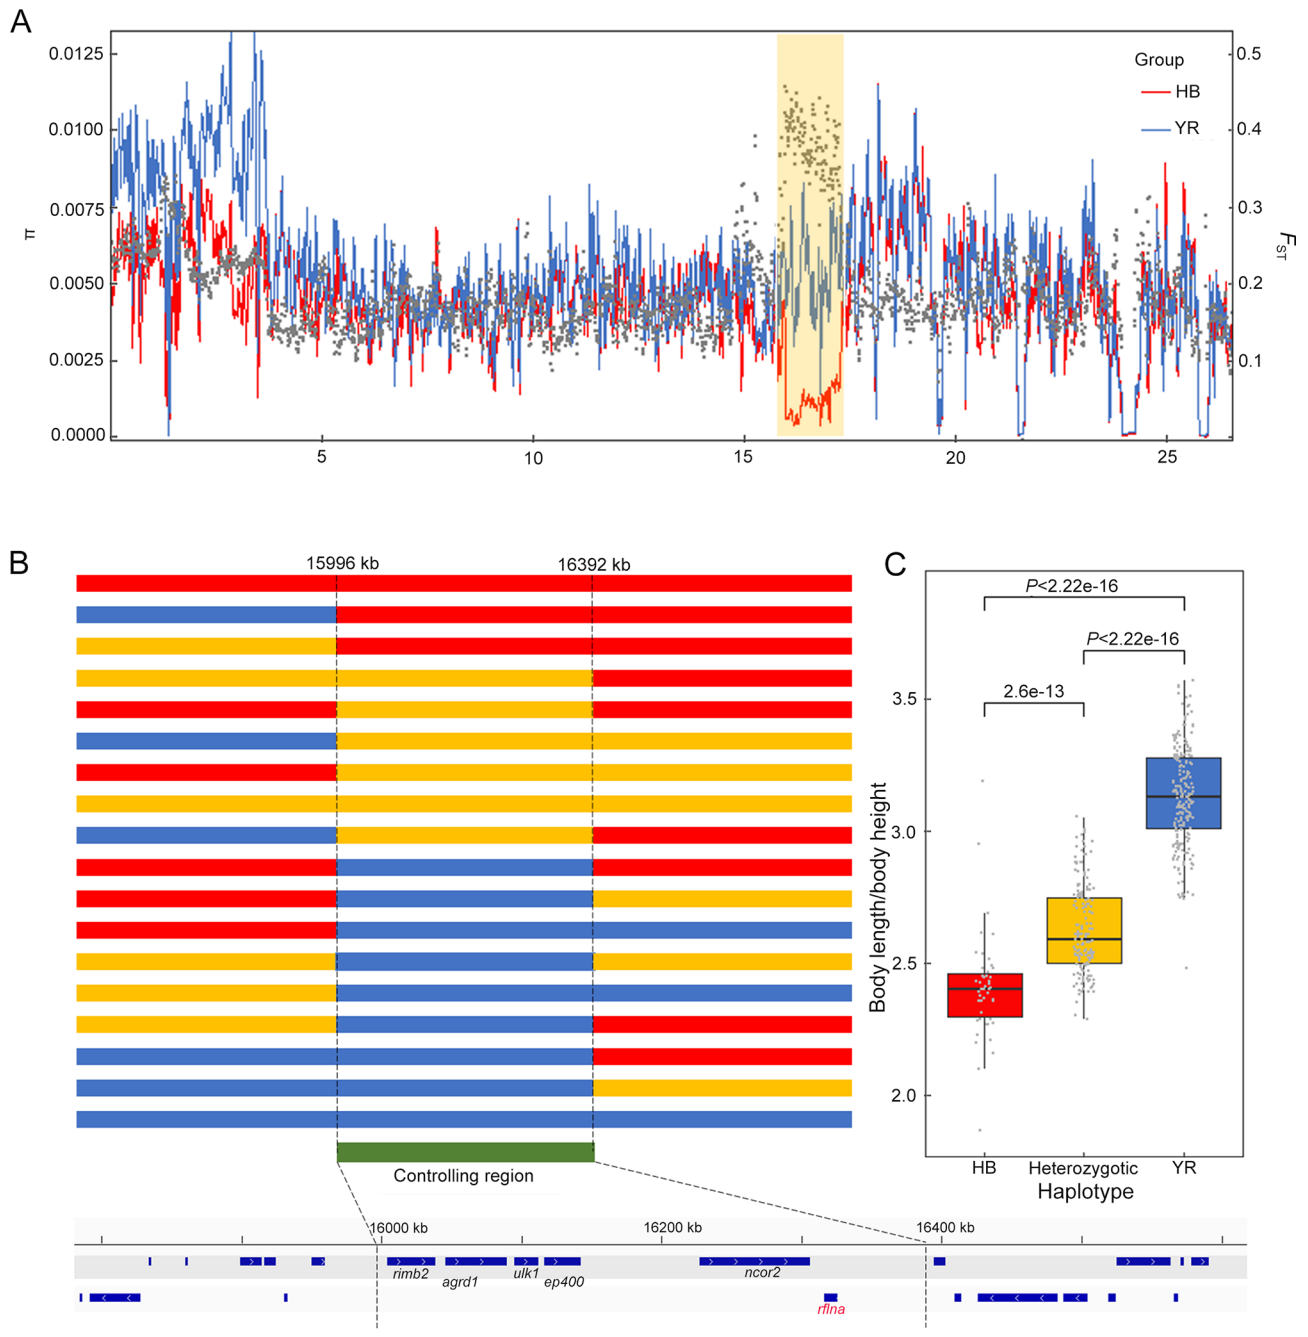 A
0.0125
0.0100
0.0075
0.0050
0.0025
0.0000
π
Group
HB
YR
0.5
0.4
0.3
0.2
0.1
FST
5
10
15
20
25
B
15996 kb
16392 kb
Controlling region
16000 kb
16200 kb
16400 kb
rimb2
agrd1
ulk1
ep400
ncor2
rflna
C
P<2.22e-16
P<2.22e-16
2.6e-13
3.5
3.0
2.5
2.0
Body length/body height
HB
Heterozygotic
YR
Haplotype